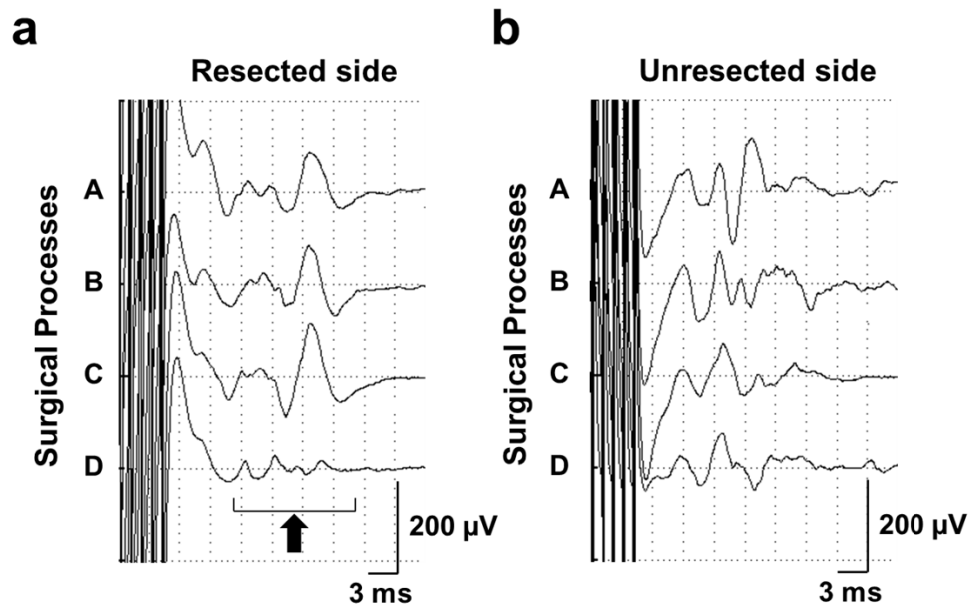 a
Resected side
Surgical Processes
A
B
C
D
200 µV
3 ms
b
Unresected side
Surgical Processes
A
B
C
D
200 µV
3 ms